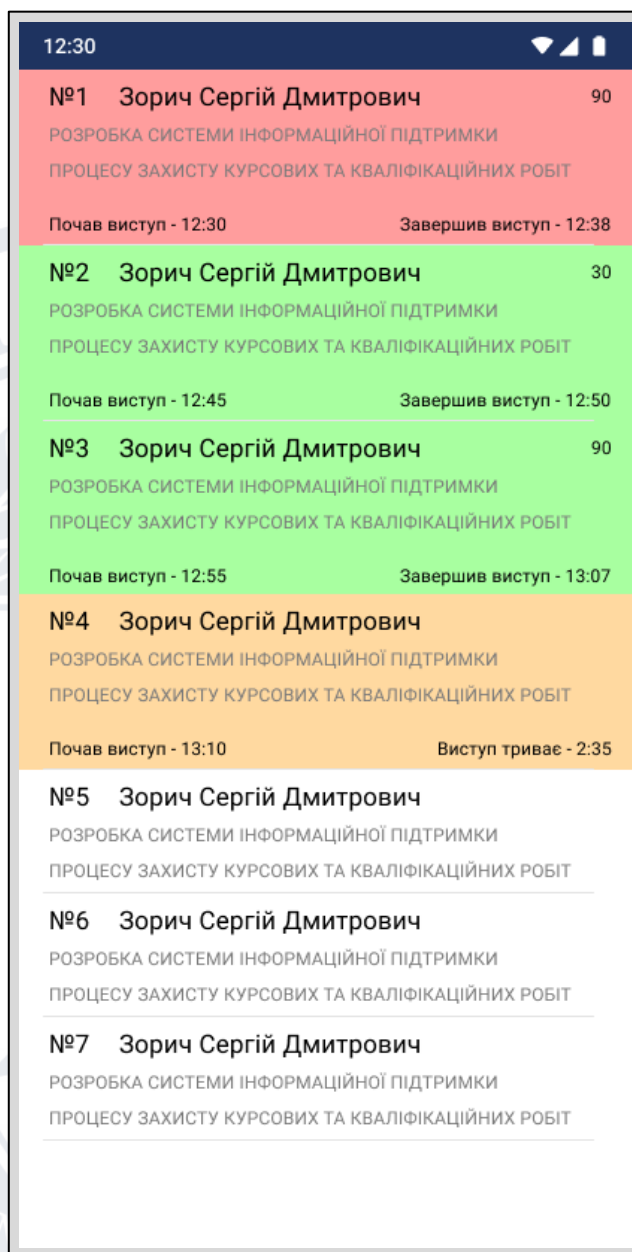 12:30
№1 Зорич Сергій Дмитрович 90
РОЗРОБКА СИСТЕМИ ІНФОРМАЦІЙНОЇ ПІДТРИМКИ
ПРОЦЕСУ ЗАХИСТУ КУРСОВИХ ТА КВАЛІФІКАЦІЙНИХ РОБІТ
Почав виступ - 12:30 Завершив виступ - 12:38
№2 Зорич Сергій Дмитрович 30
РОЗРОБКА СИСТЕМИ ІНФОРМАЦІЙНОЇ ПІДТРИМКИ
ПРОЦЕСУ ЗАХИСТУ КУРСОВИХ ТА КВАЛІФІКАЦІЙНИХ РОБІТ
Почав виступ - 12:45 Завершив виступ - 12:50
№3 Зорич Сергій Дмитрович 90
РОЗРОБКА СИСТЕМИ ІНФОРМАЦІЙНОЇ ПІДТРИМКИ
ПРОЦЕСУ ЗАХИСТУ КУРСОВИХ ТА КВАЛІФІКАЦІЙНИХ РОБІТ
Почав виступ - 12:55 Завершив виступ - 13:07
№4 Зорич Сергій Дмитрович
РОЗРОБКА СИСТЕМИ ІНФОРМАЦІЙНОЇ ПІДТРИМКИ
ПРОЦЕСУ ЗАХИСТУ КУРСОВИХ ТА КВАЛІФІКАЦІЙНИХ РОБІТ
Почав виступ - 13:10 Виступ триває - 2:35
№5 Зорич Сергій Дмитрович
РОЗРОБКА СИСТЕМИ ІНФОРМАЦІЙНОЇ ПІДТРИМКИ
ПРОЦЕСУ ЗАХИСТУ КУРСОВИХ ТА КВАЛІФІКАЦІЙНИХ РОБІТ
№6 Зорич Сергій Дмитрович
РОЗРОБКА СИСТЕМИ ІНФОРМАЦІЙНОЇ ПІДТРИМКИ
ПРОЦЕСУ ЗАХИСТУ КУРСОВИХ ТА КВАЛІФІКАЦІЙНИХ РОБІТ
№7 Зорич Сергій Дмитрович
РОЗРОБКА СИСТЕМИ ІНФОРМАЦІЙНОЇ ПІДТРИМКИ
ПРОЦЕСУ ЗАХИСТУ КУРСОВИХ ТА КВАЛІФІКАЦІЙНИХ РОБІТ